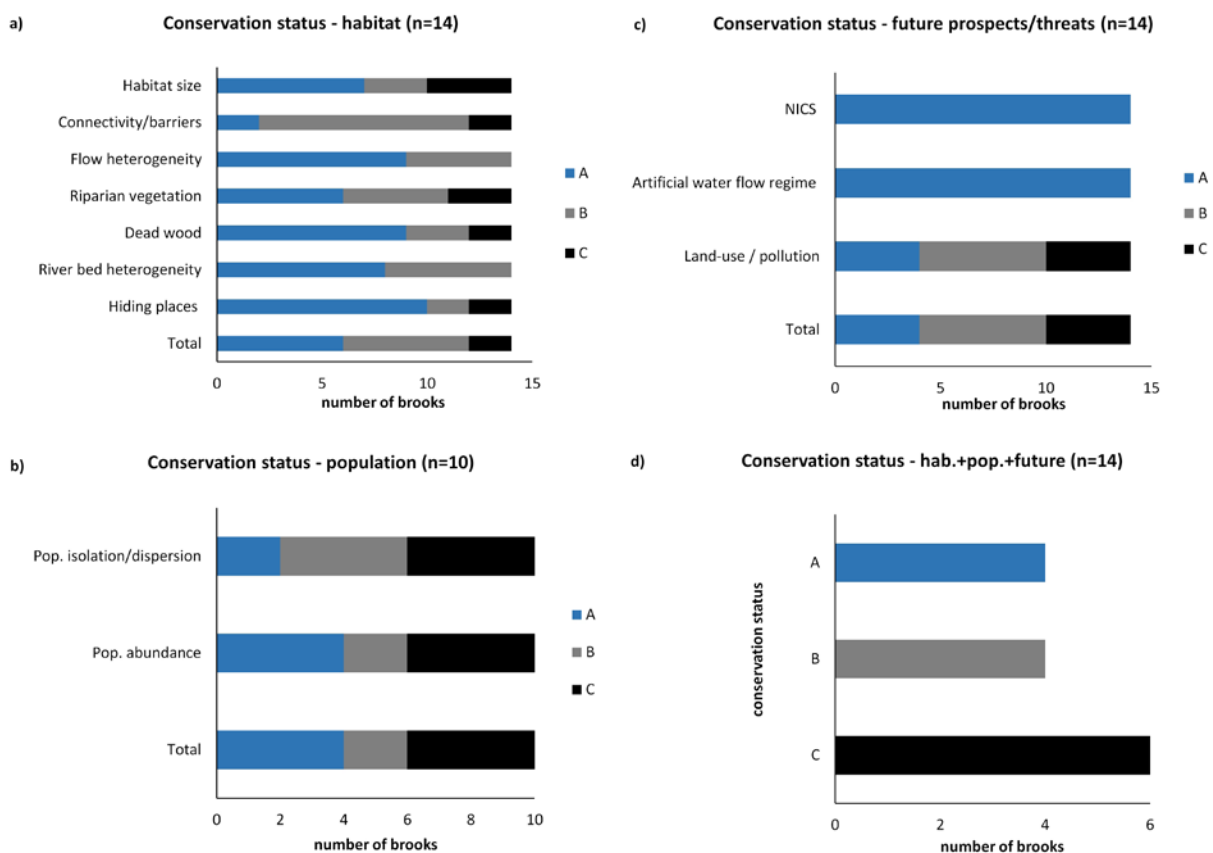 a)
Conservation status - habitat (n=14)
Habitat size
Connectivity/barriers
Flow heterogeneity
Riparian vegetation
Dead wood
River bed heterogeneity
Hiding places
Total
0 5 10 15
number of brooks
A
B
C
c)
Conservation status - future prospects/threats (n=14)
NICS
Artificial water flow regime
Land-use / pollution
Total
0 5 10 15
number of brooks
A
B
C
b)
Conservation status - population (n=10)
Pop. isolation/dispersion
Pop. abundance
Total
0 2 4 6 8 10
number of brooks
A
B
C
d)
Conservation status - hab.+pop.+future (n=14)
conservation status
A
B
C
0 2 4 6
number of brooks